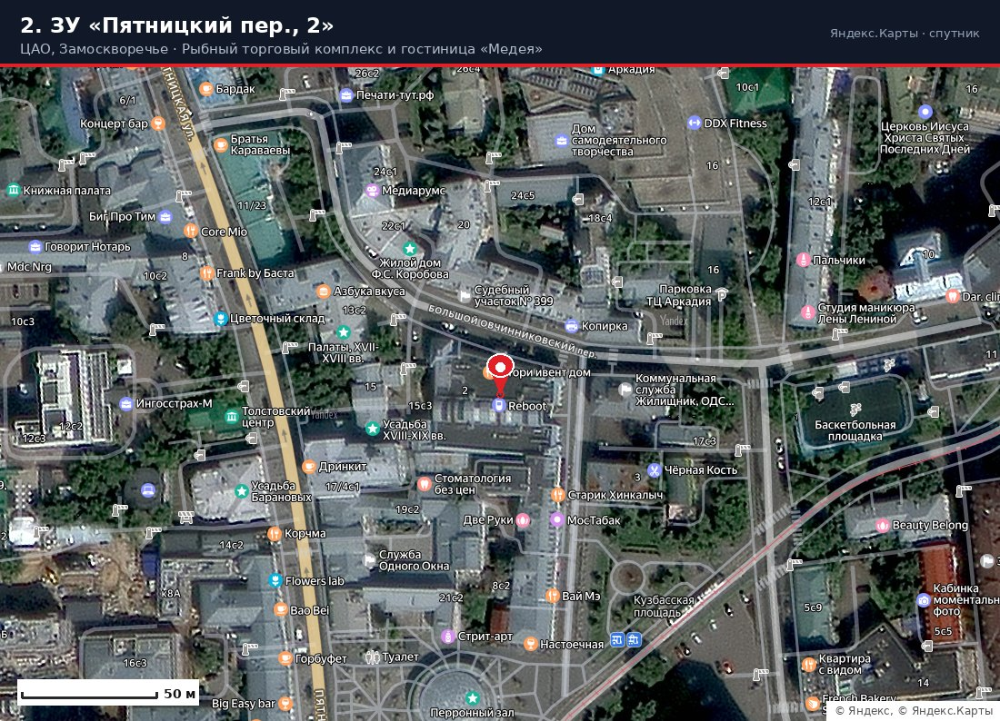 2. ЗУ «Пятницкий пер., 2»
ЦАО, Замоскворечье · Рыбный торговый комплекс и гостиница «Медея»
Яндекс.Карты · спутник
26с2
26с4
Аркадия
Бардак
Печати-тут.рф
10с1
16
6/1
Концерт бар
DDX Fitness
Дом
самодеятельного
творчества
Церковь Иисуса
Христа Святых
Последних Дней
Братья
Караваевы
24с1
16
Книжная палата
Медиарумс
24с5
12с1
11/23
Биг Про Тим
22с1
20
18с4
Core Mio
Говорит Нотарь
8
Жилой дом
Ф.С. Коробова
10
Mdc Nrg
10с2
Frank by Баста
16
Пальчики
Азбука вкуса
Судебный
участок № 399
Парковка
ТЦ Аркадия
Dar. clin
13с2
Студия маникюра
Лены Лениной
10с3
Цветочный склад
БОЛЬШОЙ ОВЧИННИКОВСКИЙ пер.
Копирка
Yandex
Палаты, XVII-
XVIII вв.
11
ивент дом
15
2
Коммунальная
служба
Жилищник, ОДС...
Ингосстрах-М
15с3
Reboot
Толстовский
центр
Yandex
12с2
Усадьба
XVIII-XIX вв.
Баскетбольная
площадка
12с3
17с3
Дринкит
3
Чёрная Кость
Усадьба
Барановых
17/4с1
Стоматология
без цен
Старик Хинкалыч
19с2
Две Руки
МосТабак
Beauty Belong
Корчма
14с2
Служба
Одного Окна
Flowers lab
8с2
к8А
21с2
Вай Мэ
Кузбасская
площадь
Кабинка
моментальн
фото
Bao Bei
5с9
5с5
Стрит-арт
Настоечная
16с3
Горбуфет
Туалет
Квартира
с видом
14
50 м
Big Easy bar
Перронный зал
French Bakery
© Яндекс, © Яндекс.Карты